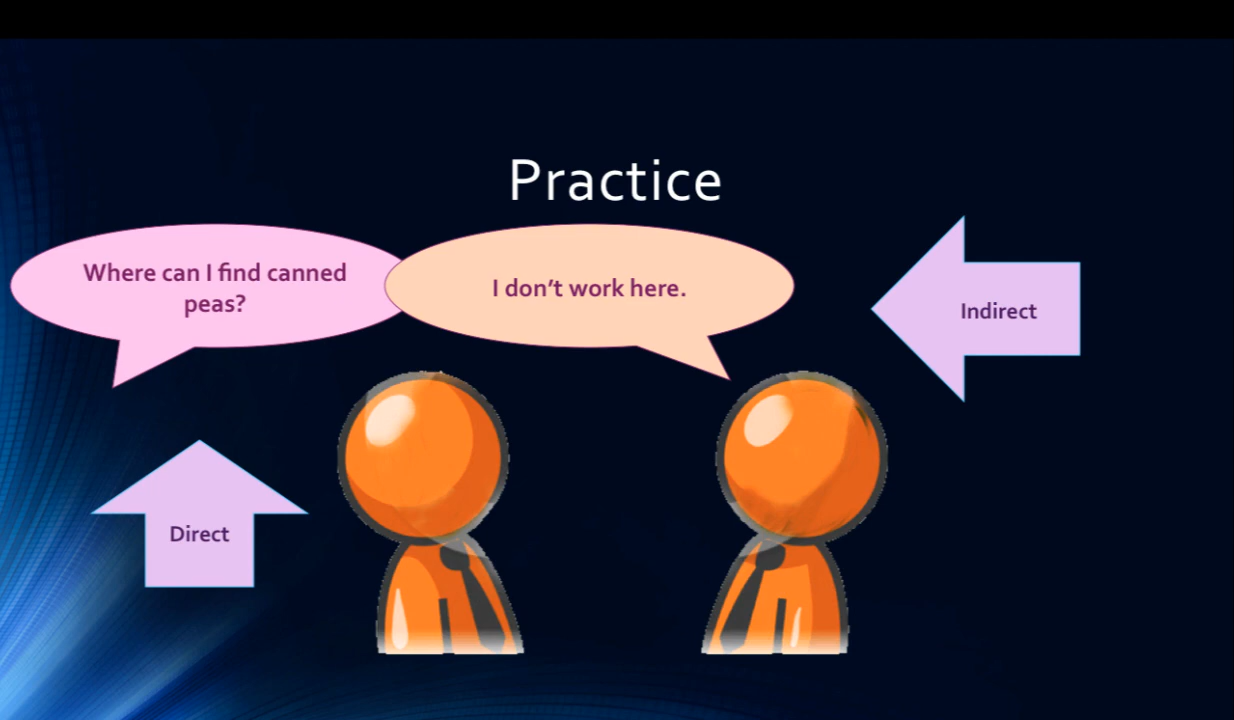 Practice
Where can I find canned
peas?
I don’t work here.
Indirect
Direct